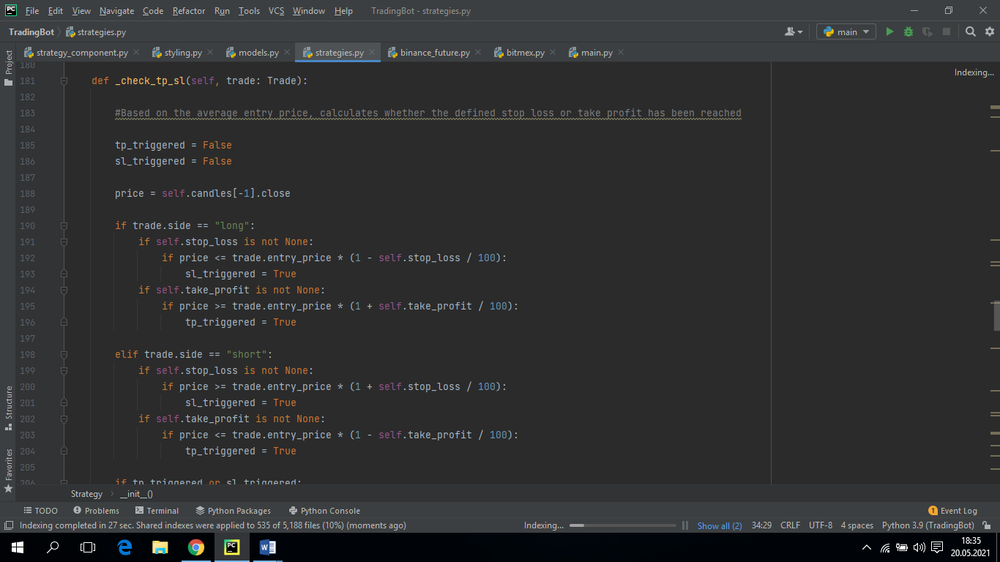 File Edit View Navigate Code Refactor Run Tools VCS Window Help TradingBot - strategies.py
TradingBot strategies.py main
strategy_component.py styling.py models.py strategies.py binance_future.py bitmex.py main.py
Project
Structure
Favorites
Indexing...
180
181 def _check_tp_sl(self, trade: Trade):
182
183 #Based on the average entry price, calculates whether the defined stop loss or take profit has been reached
184
185 tp_triggered = False
186 sl_triggered = False
187
188 price = self.candles[-1].close
189
190 if trade.side == "long":
191 if self.stop_loss is not None:
192 if price <= trade.entry_price * (1 - self.stop_loss / 100):
193 sl_triggered = True
194 if self.take_profit is not None:
195 if price >= trade.entry_price * (1 + self.take_profit / 100):
196 tp_triggered = True
197
198 elif trade.side == "short":
199 if self.stop_loss is not None:
200 if price >= trade.entry_price * (1 + self.stop_loss / 100):
201 sl_triggered = True
202 if self.take_profit is not None:
203 if price <= trade.entry_price * (1 - self.take_profit / 100):
204 tp_triggered = True
205
206 if tp_triggered or sl_triggered:
Strategy __init__()
TODO Problems Terminal Python Packages Python Console 1 Event Log
Indexing completed in 27 sec. Shared indexes were applied to 535 of 5,188 files (10%) (moments ago) Indexing... Show all (2) 34:29 CRLF UTF-8 4 spaces Python 3.9 (TradingBot)
18:35
20.05.2021